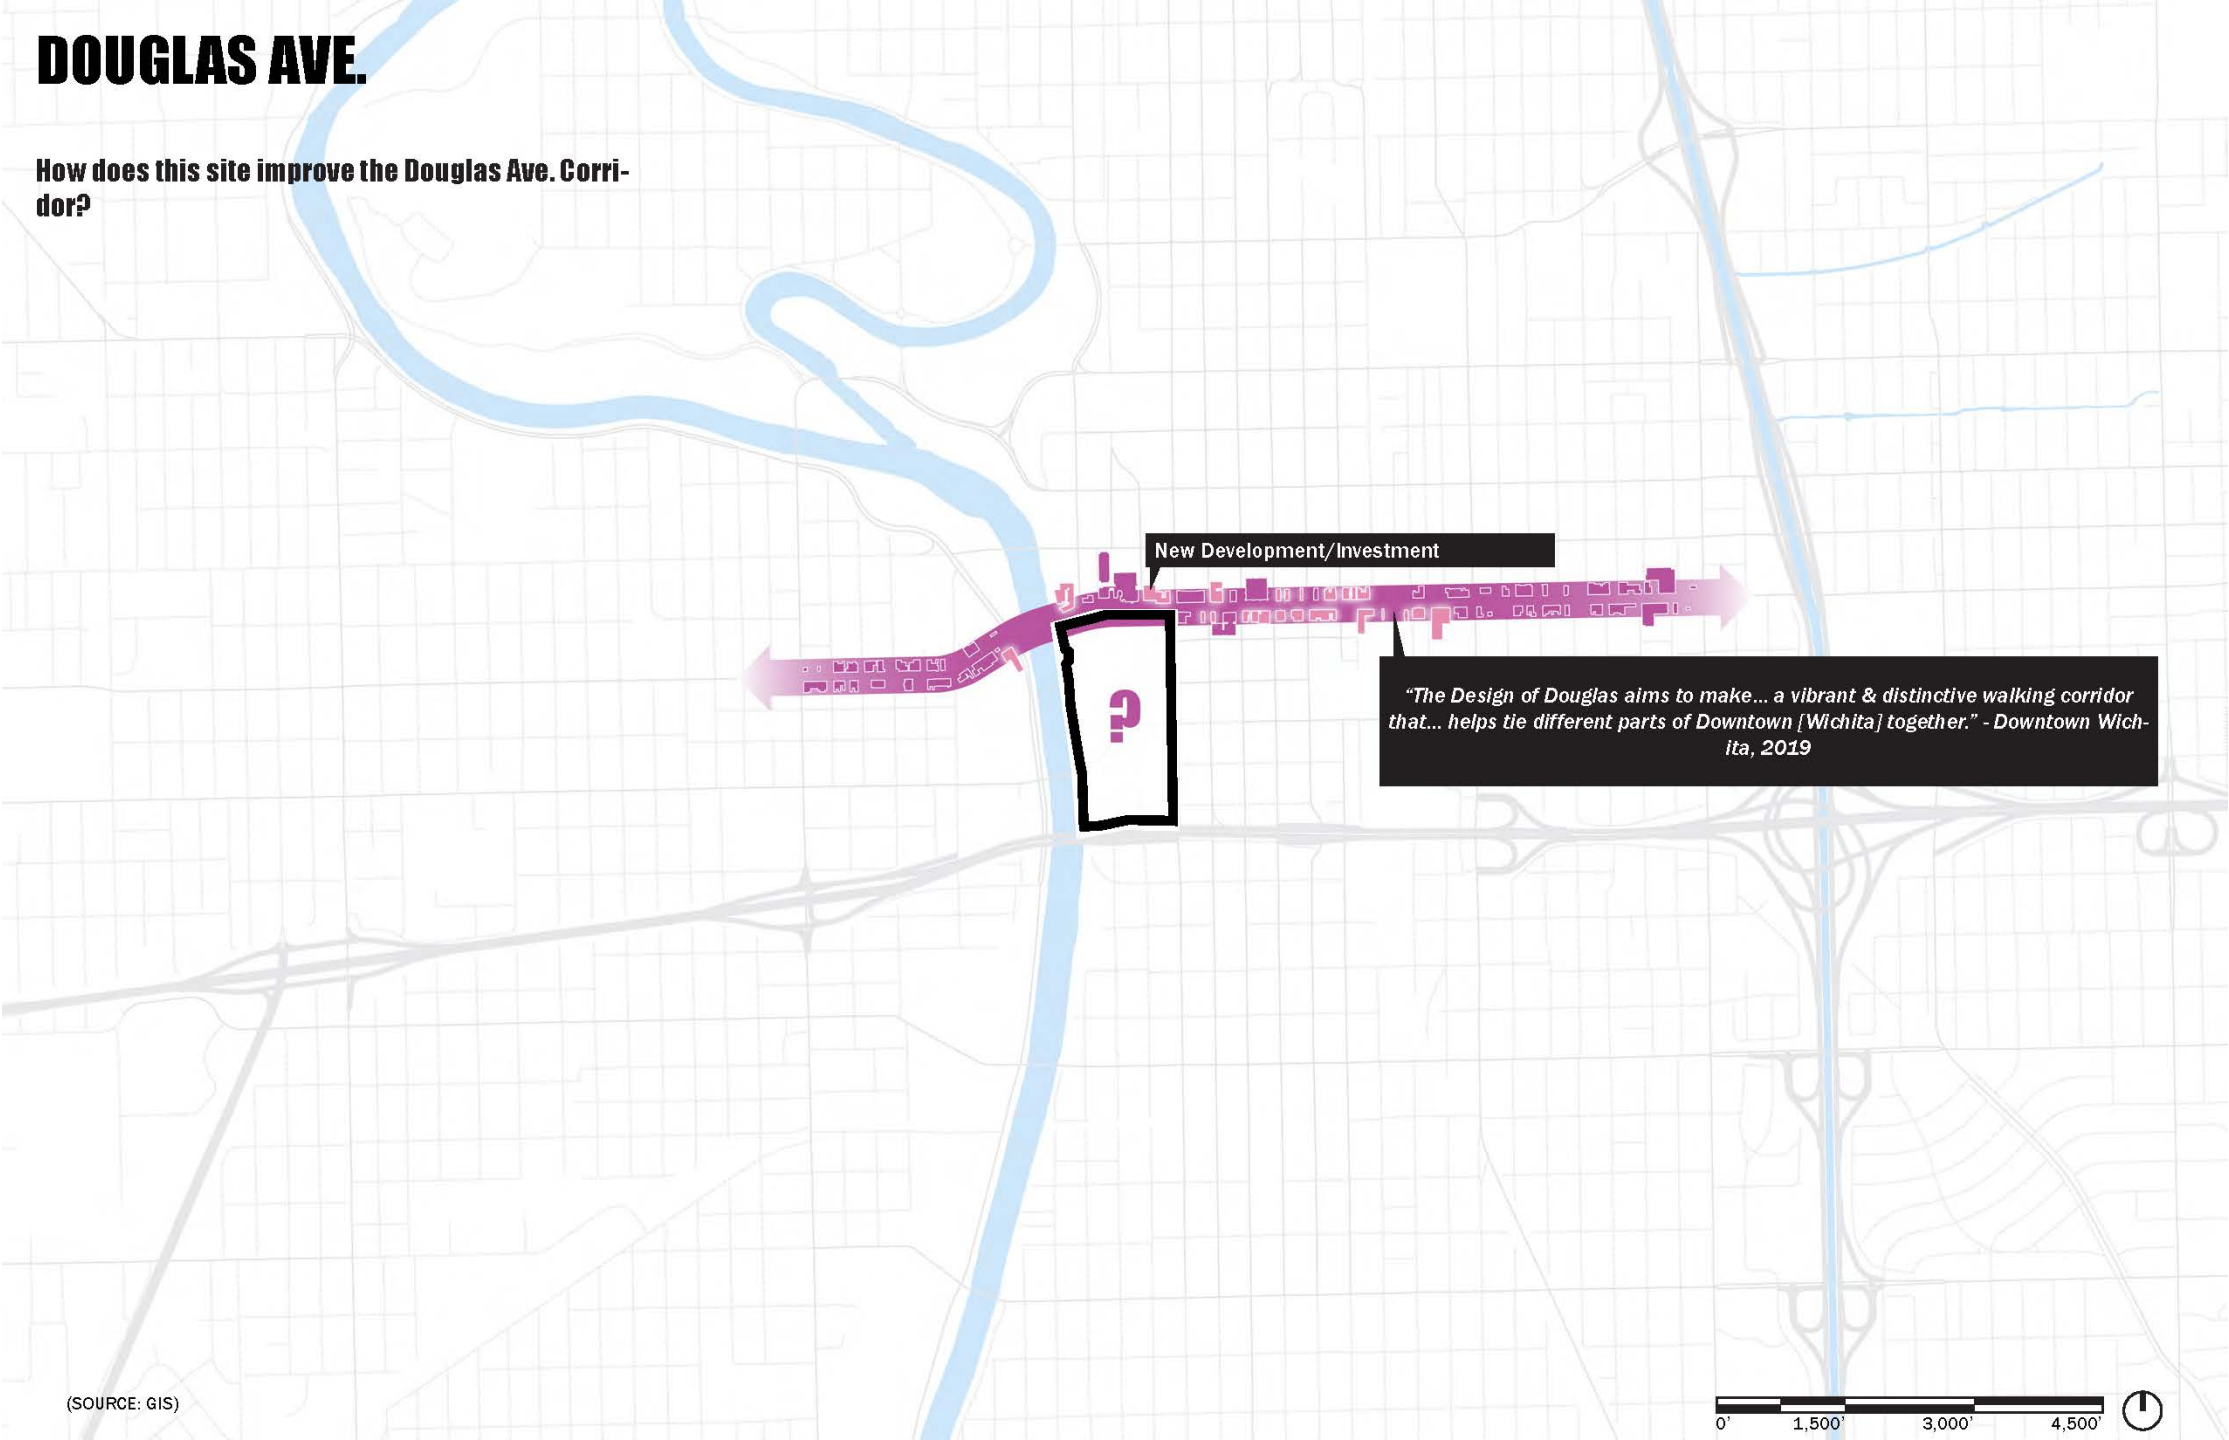 DOUGLAS AVE.
How does this site improve the Douglas Ave. Corri-
dor?
New Development/Investment
“The Design of Douglas aims to make... a vibrant & distinctive walking corridor
that... helps tie different parts of Downtown [Wichita] together.” - Downtown Wich-
ita, 2019
?
(SOURCE: GIS)
0' 1,500' 3,000' 4,500'